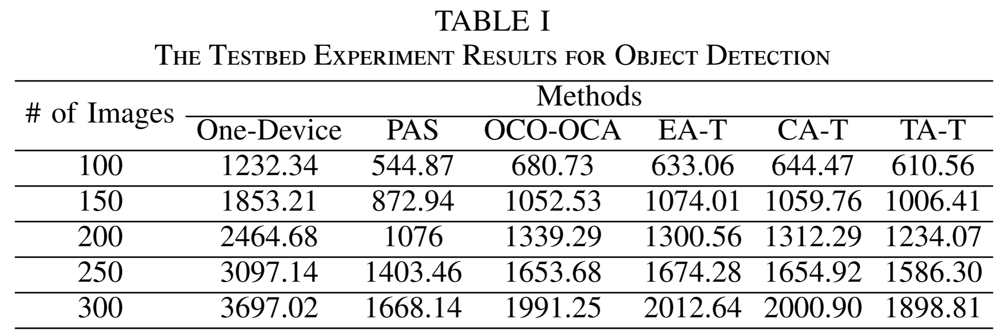 TABLE I
THE TESTBED EXPERIMENT RESULTS FOR OBJECT DETECTION
# of Images Methods
One-Device PAS OCO-OCA EA-T CA-T TA-T
100 1232.34 544.87 680.73 633.06 644.47 610.56
150 1853.21 872.94 1052.53 1074.01 1059.76 1006.41
200 2464.68 1076 1339.29 1300.56 1312.29 1234.07
250 3097.14 1403.46 1653.68 1674.28 1654.92 1586.30
300 3697.02 1668.14 1991.25 2012.64 2000.90 1898.81